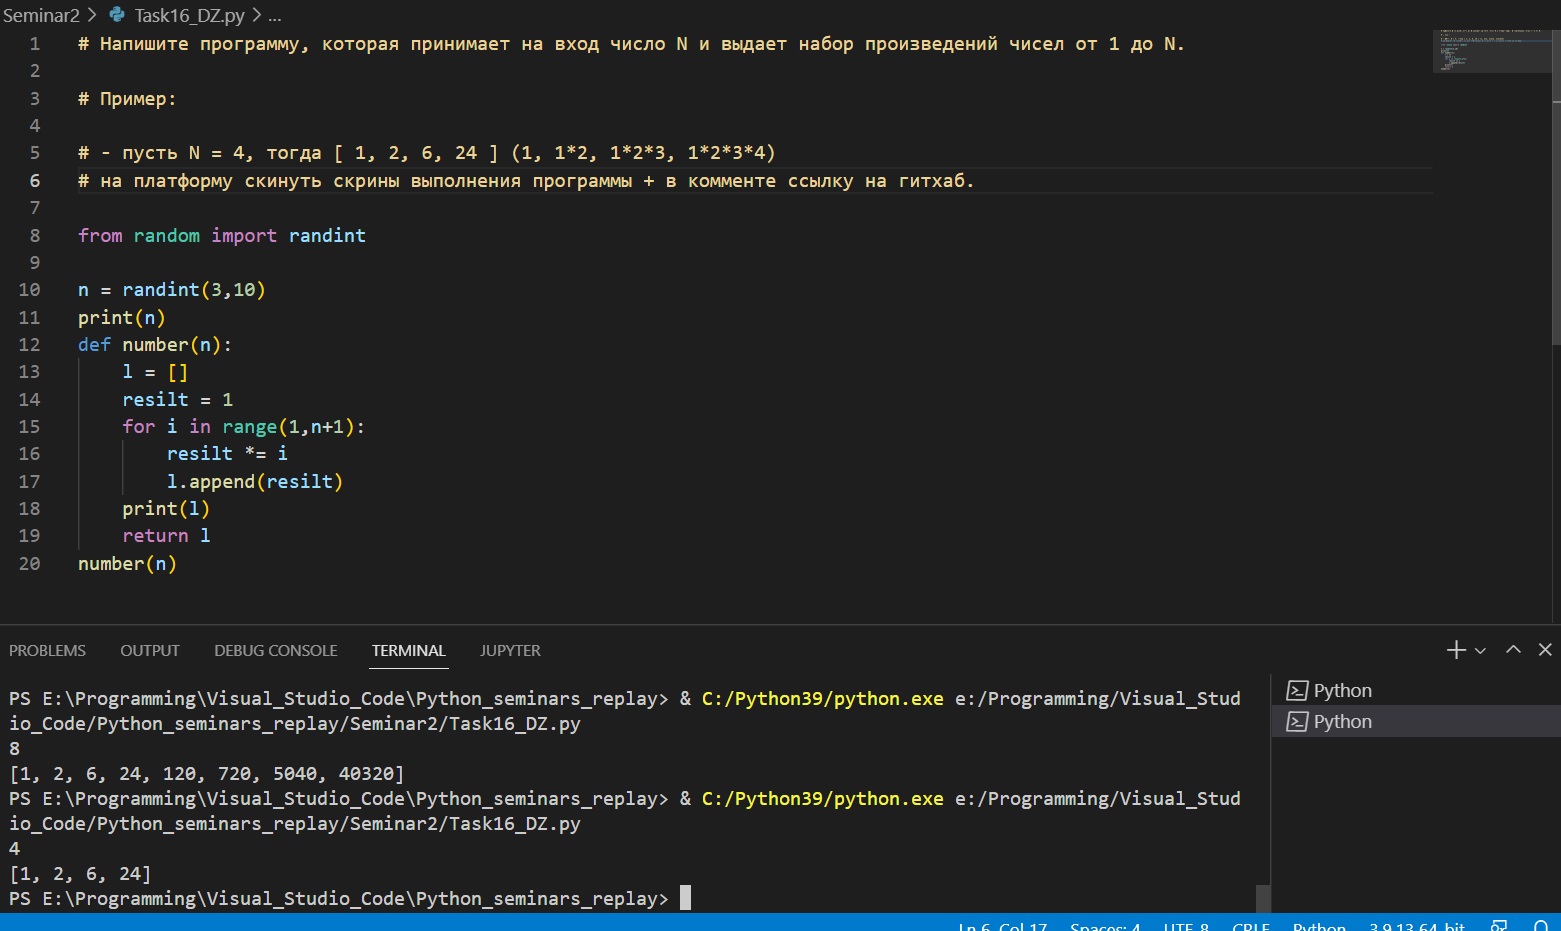 Seminar2 > Task16_DZ.py > ...
1 # Напишите программу, которая принимает на вход число N и выдает набор произведений чисел от 1 до N.
2
3 # Пример:
4
5 # - пусть N = 4, тогда [ 1, 2, 6, 24 ] (1, 1*2, 1*2*3, 1*2*3*4)
6 # на платформу скинуть скрины выполнения программы + в комменте ссылку на гитхаб.
7
8 from random import randint
9
10 n = randint(3,10)
11 print(n)
12 def number(n):
13     l = []
14     resilt = 1
15     for i in range(1,n+1):
16         resilt *= i
17         l.append(resilt)
18     print(l)
19     return l
20 number(n)
PROBLEMS OUTPUT DEBUG CONSOLE TERMINAL JUPYTER
PS E:\Programming\Visual_Studio_Code\Python_seminars_replay> & C:/Python39/python.exe e:/Programming/Visual_Stud
io_Code/Python_seminars_replay/Seminar2/Task16_DZ.py
8
[1, 2, 6, 24, 120, 720, 5040, 40320]
PS E:\Programming\Visual_Studio_Code\Python_seminars_replay> & C:/Python39/python.exe e:/Programming/Visual_Stud
io_Code/Python_seminars_replay/Seminar2/Task16_DZ.py
4
[1, 2, 6, 24]
PS E:\Programming\Visual_Studio_Code\Python_seminars_replay>
Python
Python
Ln 6, Col 17 Spaces: 4 UTF-8 CRLF Python 3.9.13 64-bit